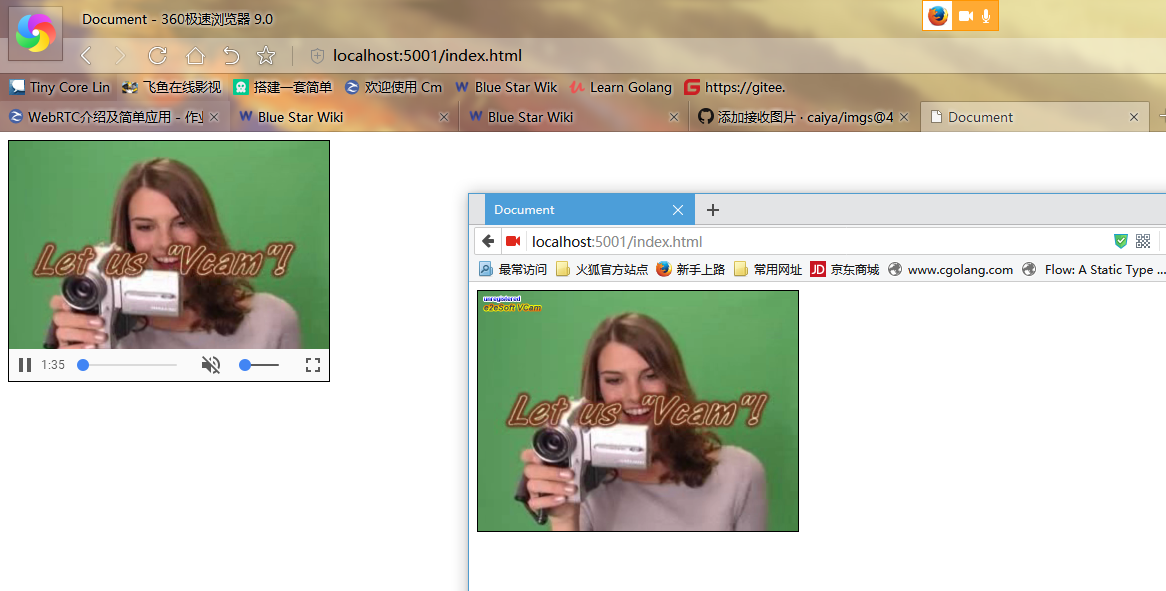 Document - 360极速浏览器 9.0
localhost:5001/index.html
Tiny Core Lin 飞鱼在线影视 搭建一套简单 欢迎使用 Cm Blue Star Wik Learn Golang https://gitee.
WebRTC介绍及简单应用 - 作业 Blue Star Wiki Blue Star Wiki 添加接收图片 · caiya/imgs@4 Document
Let us "Vcam"!
1:35
Document
localhost:5001/index.html
最常访问 火狐官方站点 新手上路 常用网址 JD 京东商城 www.cgolang.com Flow: A Static Type ...
unregistered
e2eSoft VCam
Let us "Vcam"!